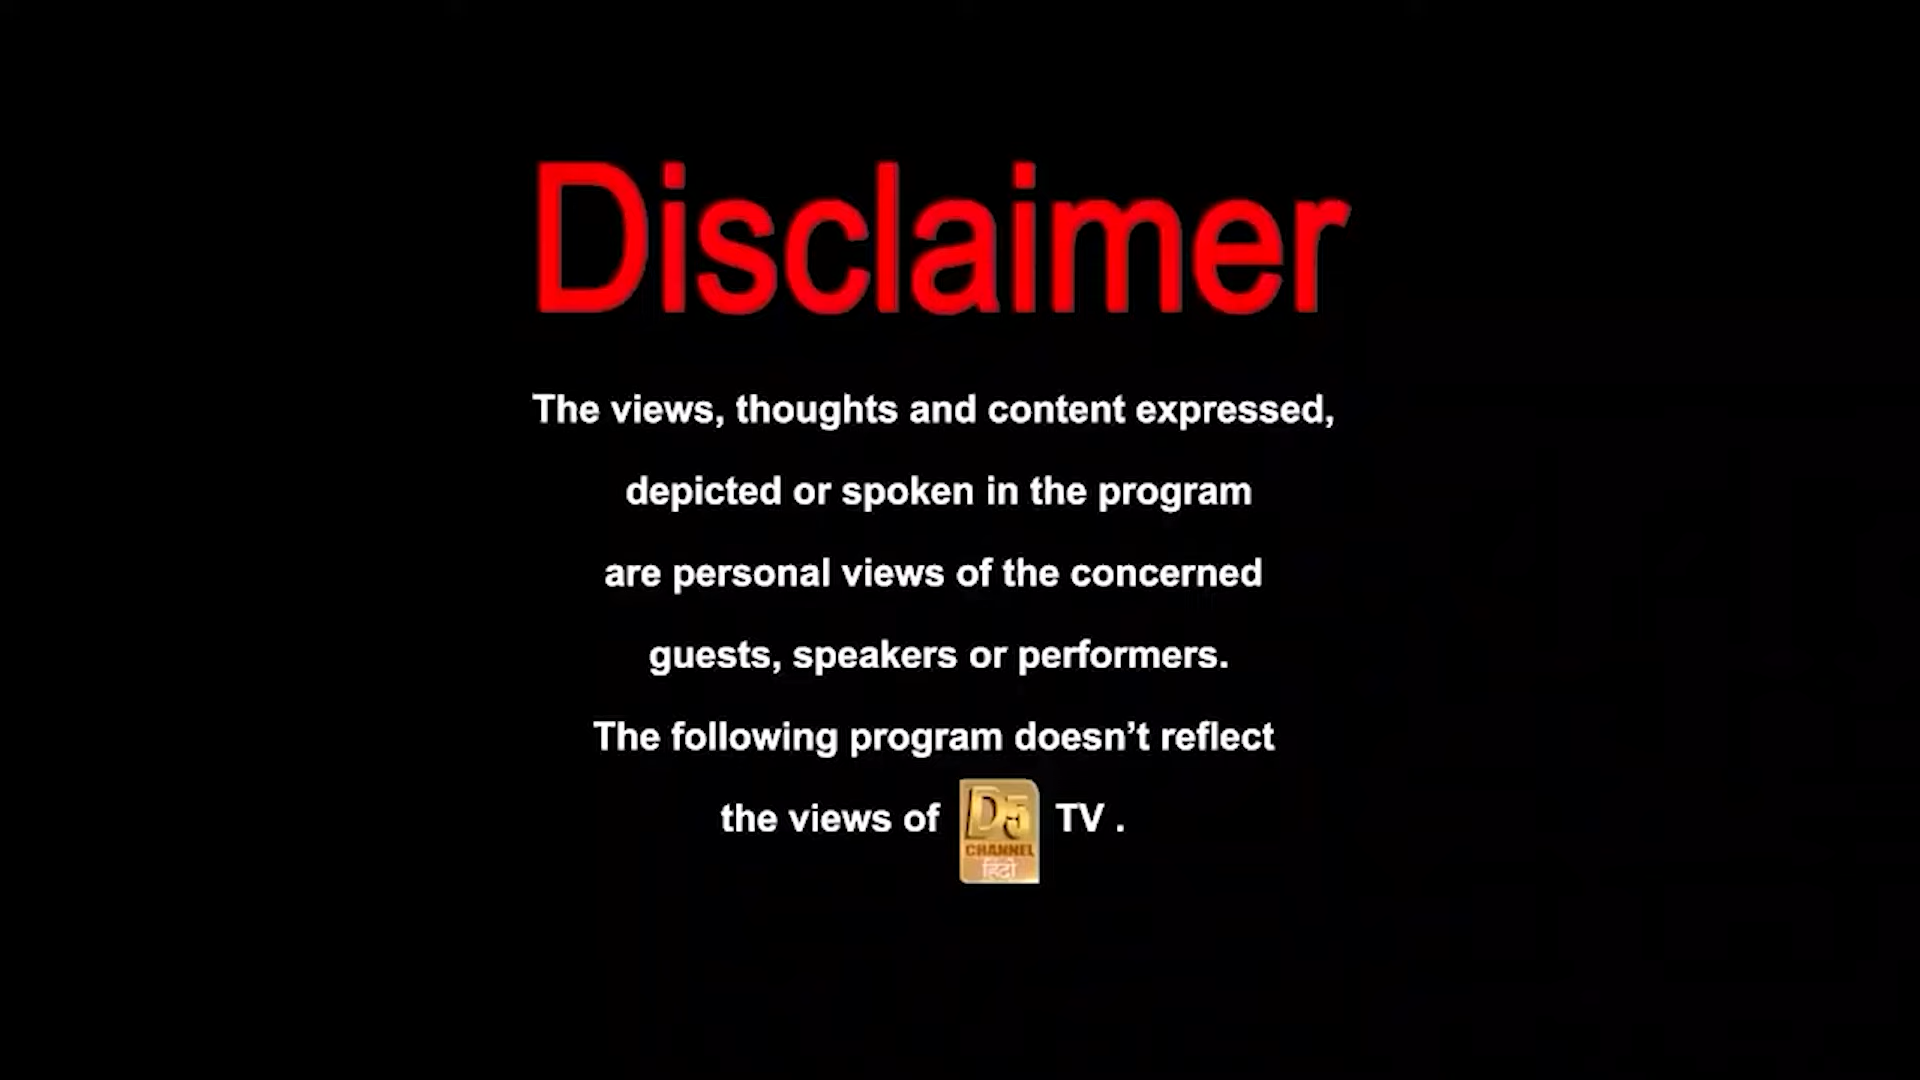 Disclaimer
The views, thoughts and content expressed,
depicted or spoken in the program
are personal views of the concerned
guests, speakers or performers.
The following program doesn’t reflect
the views of D5 CHANNEL हिंदी TV .